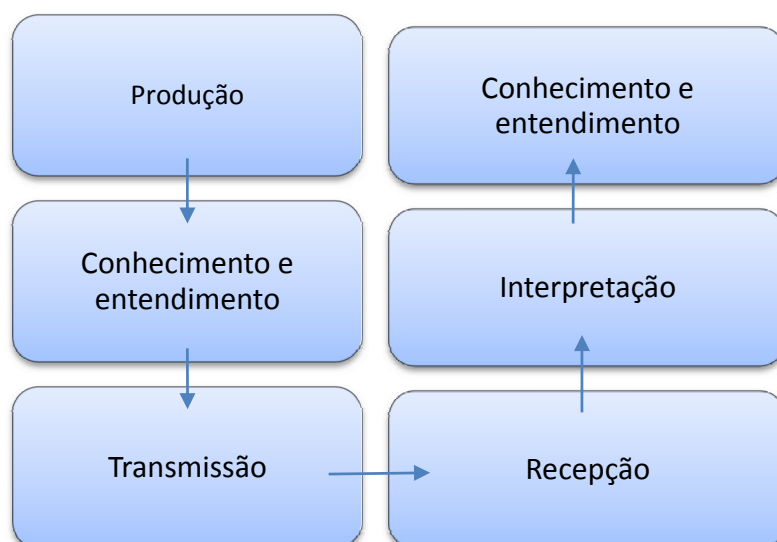 Produção
Conhecimento e
entendimento
Transmissão
Recepção
Interpretação
Conhecimento e
entendimento